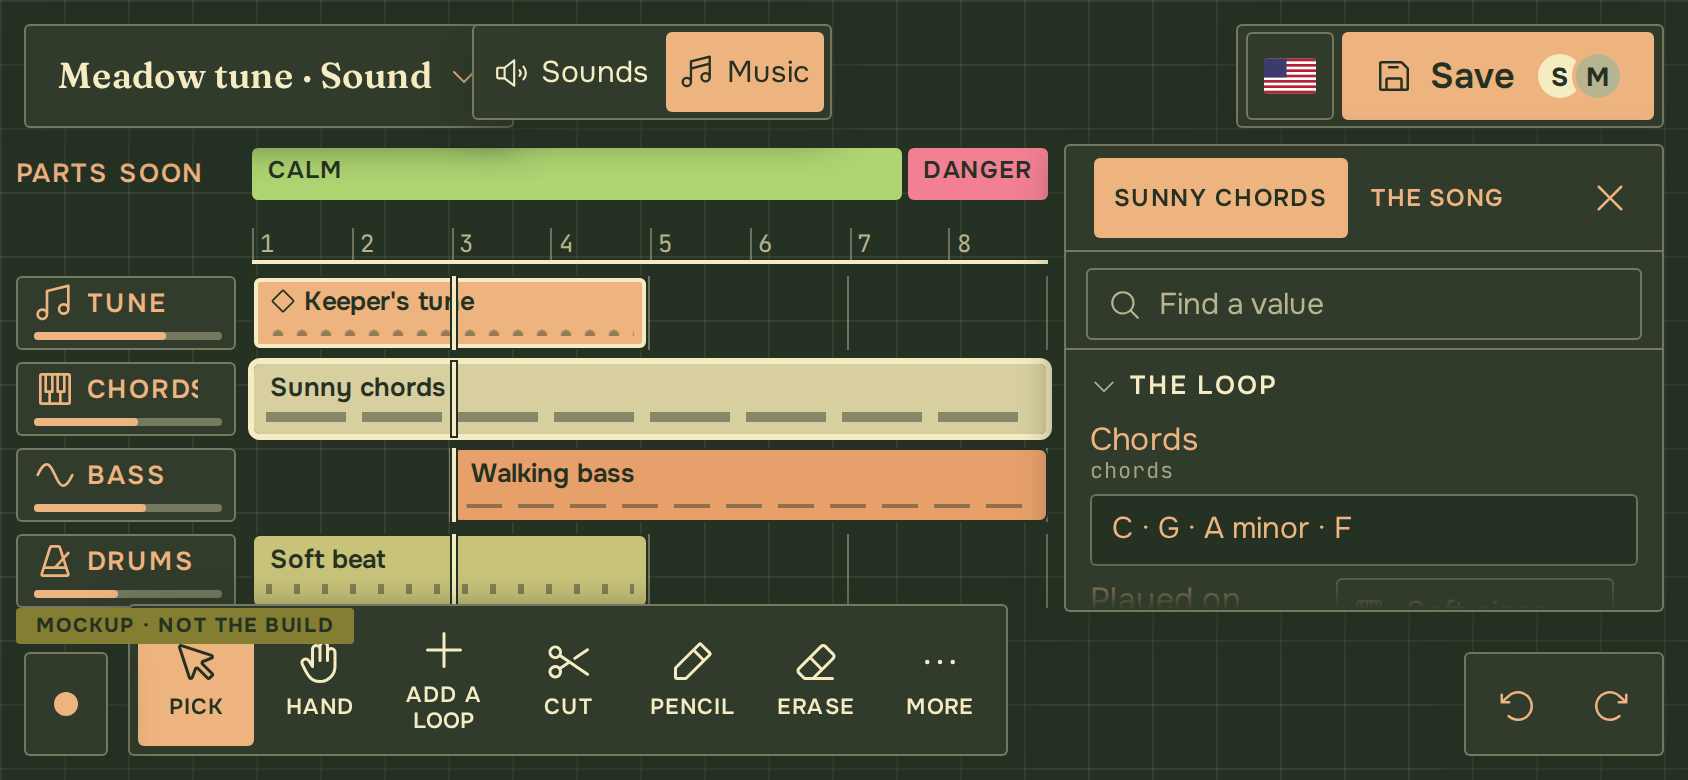 Meadow tune · Sound
Sounds
Music
Save
S
M
PARTS SOON
CALM
DANGER
SUNNY CHORDS
THE SONG
1 2 3 4 5 6 7 8
Find a value
TUNE
Keeper's tune
CHORDS
Sunny chords
THE LOOP
Chords
chords
BASS
Walking bass
C · G · A minor · F
DRUMS
Soft beat
Played on
MOCKUP · NOT THE BUILD
PICK
HAND
ADD A
LOOP
CUT
PENCIL
ERASE
MORE